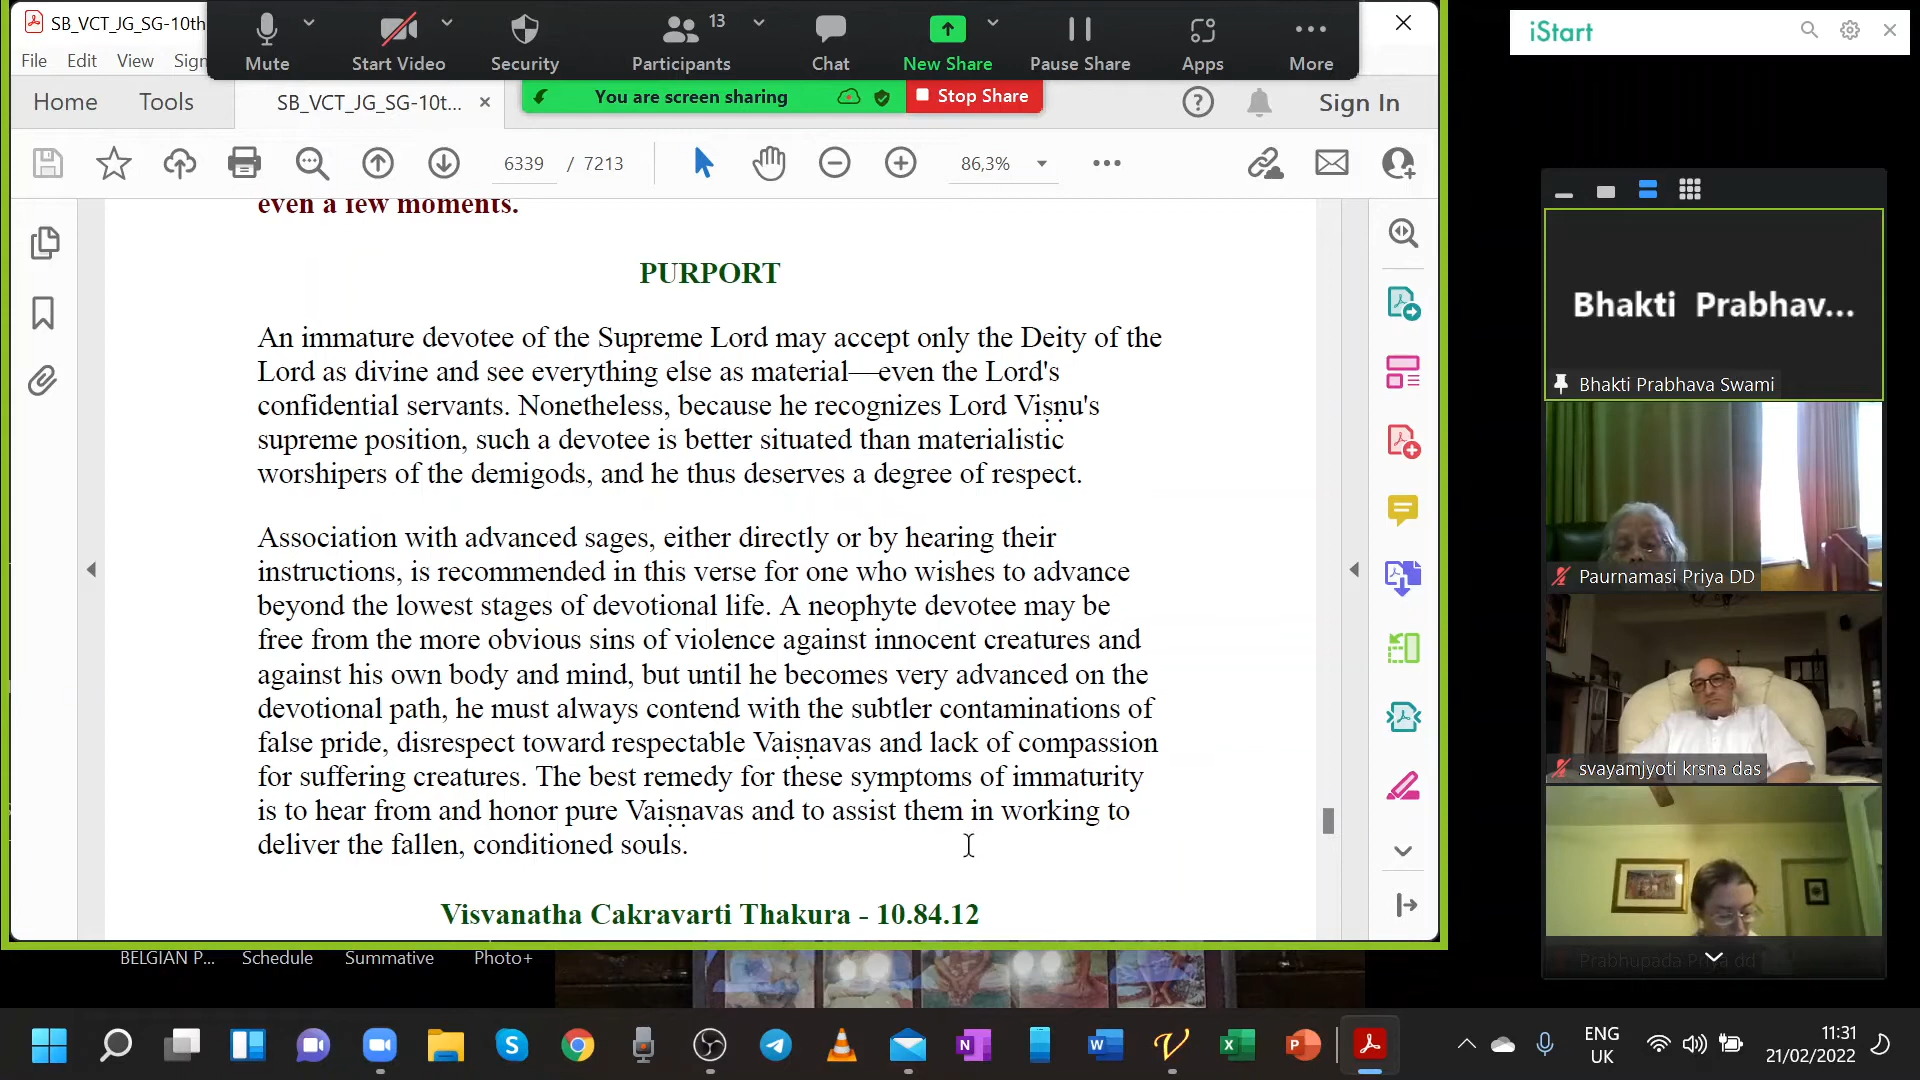 SB_VCT_JG_SG-10th
13
Mute
Start Video
Security
Participants
Chat
New Share
Pause Share
Apps
More
iStart
File Edit View Sign
You are screen sharing
Stop Share
Home
Tools
SB_VCT_JG_SG-10t...
Sign In
6339 / 7213
86,3%
even a few moments.
PURPORT
An immature devotee of the Supreme Lord may accept only the Deity of the
Lord as divine and see everything else as material—even the Lord's
confidential servants. Nonetheless, because he recognizes Lord Viṣṇu's
supreme position, such a devotee is better situated than materialistic
worshipers of the demigods, and he thus deserves a degree of respect.
Association with advanced sages, either directly or by hearing their
instructions, is recommended in this verse for one who wishes to advance
beyond the lowest stages of devotional life. A neophyte devotee may be
free from the more obvious sins of violence against innocent creatures and
against his own body and mind, but until he becomes very advanced on the
devotional path, he must always contend with the subtler contaminations of
false pride, disrespect toward respectable Vaiṣṇavas and lack of compassion
for suffering creatures. The best remedy for these symptoms of immaturity
is to hear from and honor pure Vaiṣṇavas and to assist them in working to
deliver the fallen, conditioned souls.
Visvanatha Cakravarti Thakura - 10.84.12
Bhakti Prabhav...
Bhakti Prabhava Swami
Paurnamasi Priya DD
svayamjyoti krsna das
Prabhupada Priya dd
BELGIAN P...
Schedule
Summative
Photo+
ENG
UK
11:31
21/02/2022